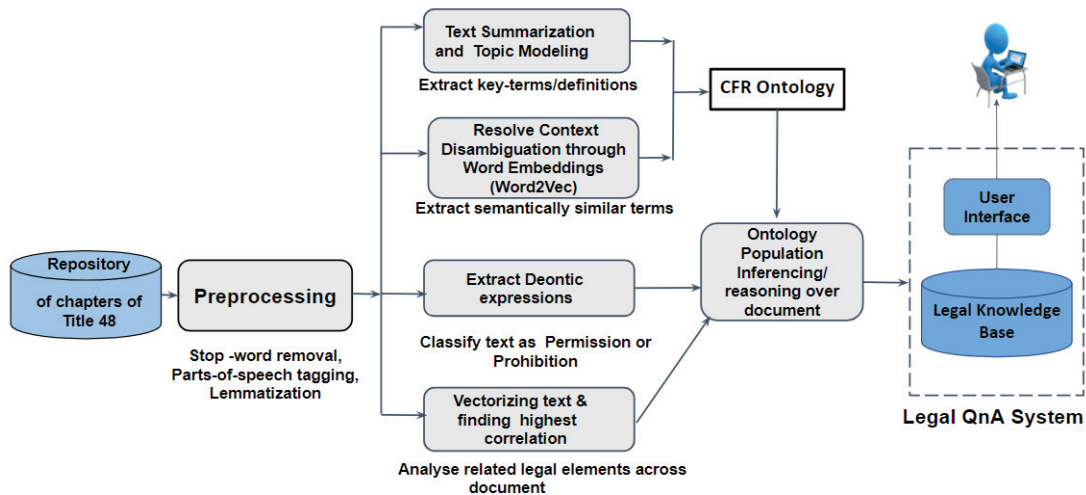 Repository
of chapters of
Title 48
Preprocessing
Stop -word removal,
Parts-of-speech tagging,
Lemmatization
Text Summarization
and Topic Modeling
Extract key-terms/definitions
Resolve Context
Disambiguation through
Word Embeddings
(Word2Vec)
Extract semantically similar terms
Extract Deontic
expressions
Classify text as Permission or
Prohibition
Vectorizing text &
finding highest
correlation
Analyse related legal elements across
document
CFR Ontology
Ontology
Population
Inferencing/
reasoning over
document
User
Interface
Legal Knowledge
Base
Legal QnA System